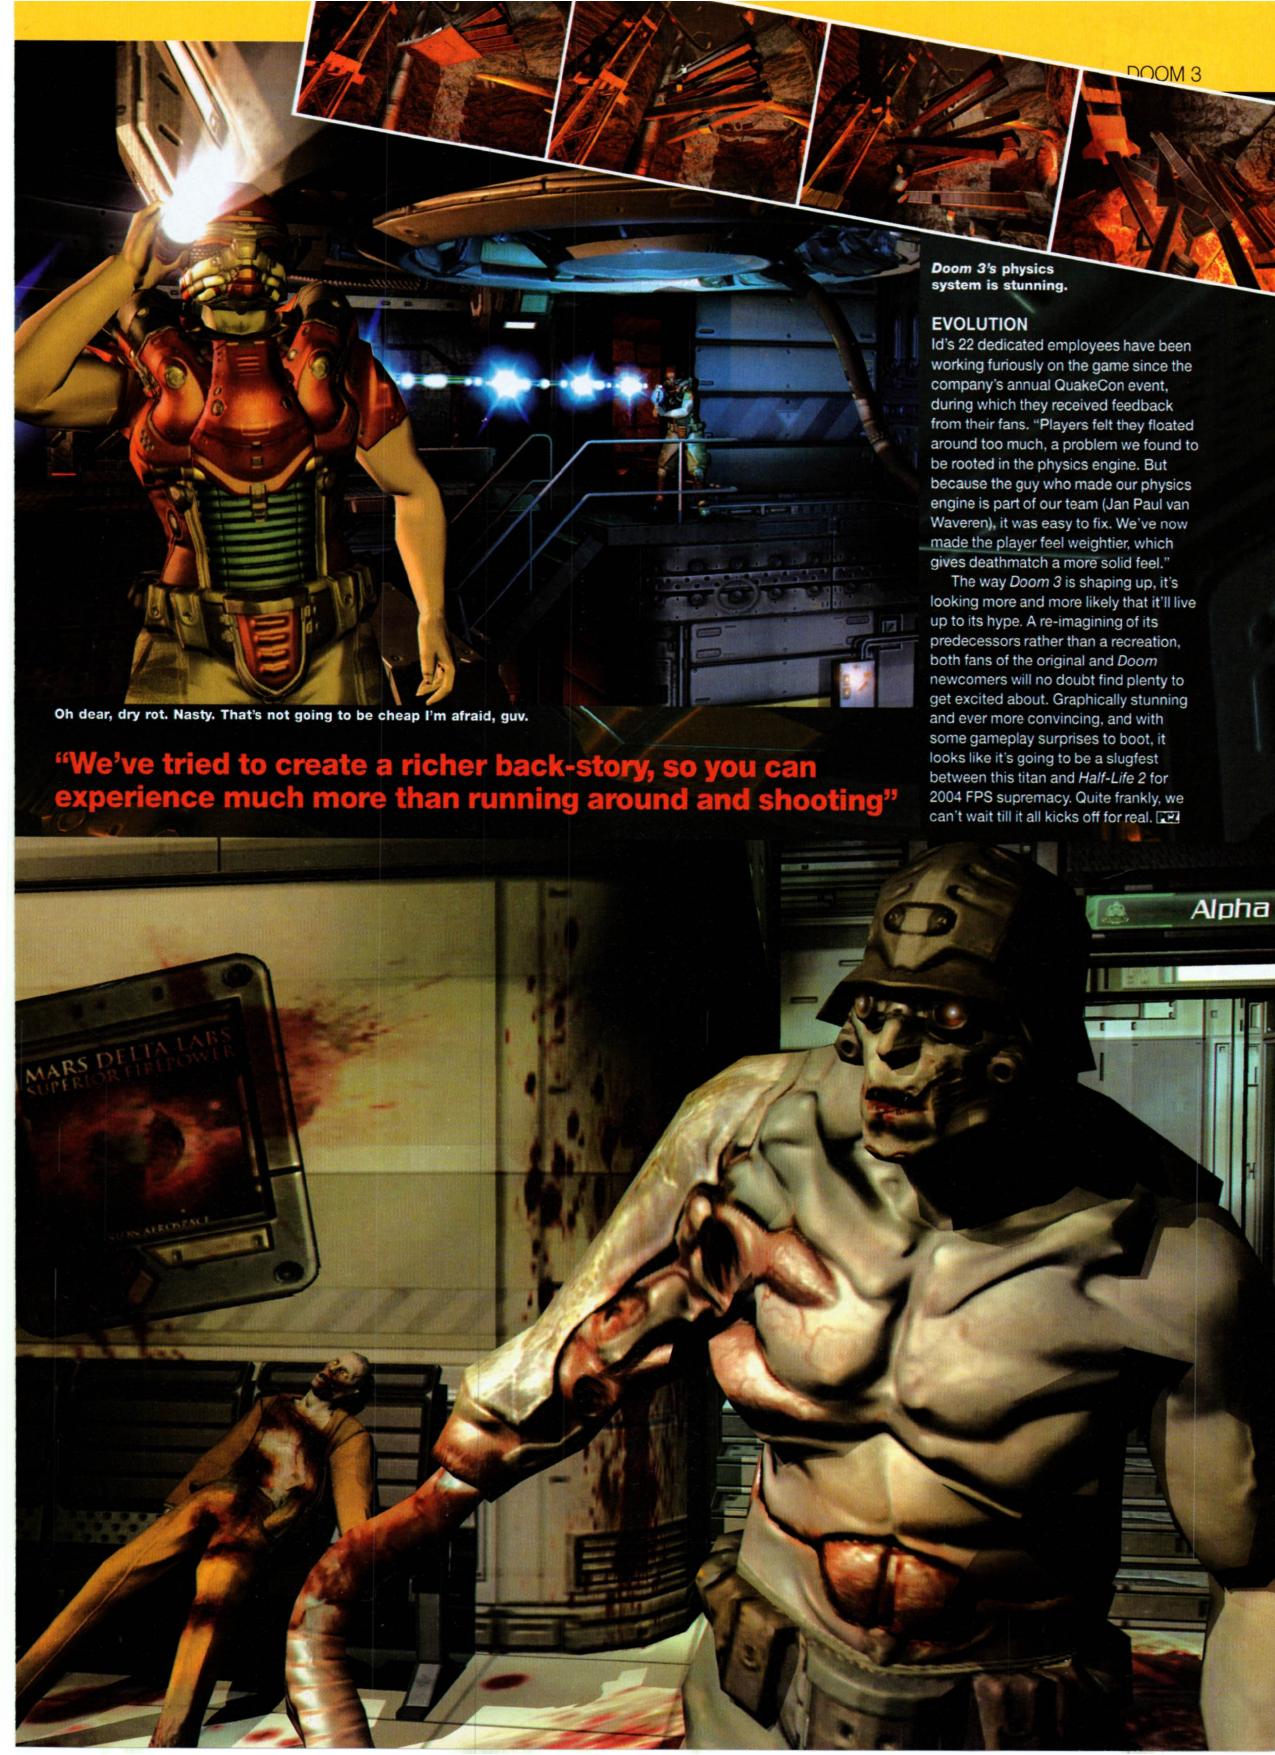 DOOM 3
Doom 3's physics
system is stunning.
EVOLUTION
Id's 22 dedicated employees have been
working furiously on the game since the
company's annual QuakeCon event,
during which they received feedback
from their fans. “Players felt they floated
around too much, a problem we found to
be rooted in the physics engine. But
because the guy who made our physics
engine is part of our team (Jan Paul van
Waveren), it was easy to fix. We've now
made the player feel weightier, which
gives deathmatch a more solid feel.”
The way Doom 3 is shaping up, it's
looking more and more likely that it'll live
up to its hype. A re-imagining of its
predecessors rather than a recreation,
both fans of the original and Doom
newcomers will no doubt find plenty to
get excited about. Graphically stunning
and ever more convincing, and with
some gameplay surprises to boot, it
looks like it's going to be a slugfest
between this titan and Half-Life 2 for
2004 FPS supremacy. Quite frankly, we
can't wait till it all kicks off for real.
Oh dear, dry rot. Nasty. That's not going to be cheap I'm afraid, guv.
“We've tried to create a richer back-story, so you can
experience much more than running around and shooting”
Alpha
MARS DELTA LABS
SUPERIOR FIREPOWER